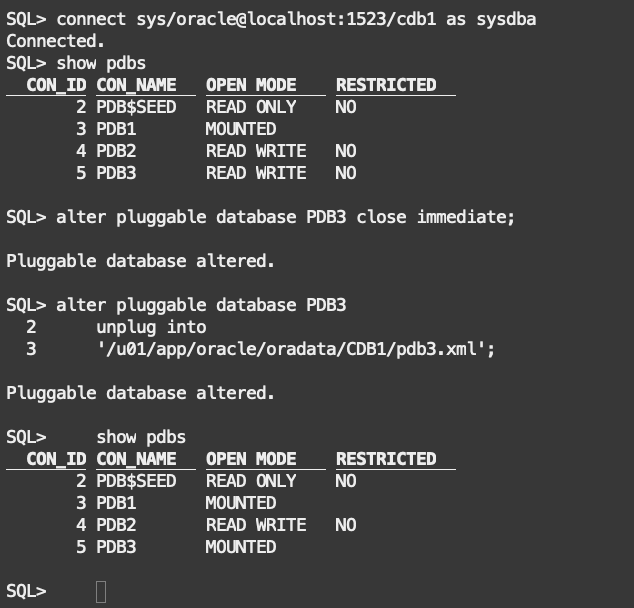 SQL> connect sys/oracle@localhost:1523/cdb1 as sysdba
Connected.
SQL> show pdbs
  CON_ID CON_NAME   OPEN MODE    RESTRICTED
       2 PDB$SEED   READ ONLY    NO
       3 PDB1       MOUNTED
       4 PDB2       READ WRITE   NO
       5 PDB3       READ WRITE   NO
SQL> alter pluggable database PDB3 close immediate;
Pluggable database altered.
SQL> alter pluggable database PDB3
  2      unplug into
  3      '/u01/app/oracle/oradata/CDB1/pdb3.xml';
Pluggable database altered.
SQL>     show pdbs
  CON_ID CON_NAME   OPEN MODE    RESTRICTED
       2 PDB$SEED   READ ONLY    NO
       3 PDB1       MOUNTED
       4 PDB2       READ WRITE   NO
       5 PDB3       MOUNTED
SQL>